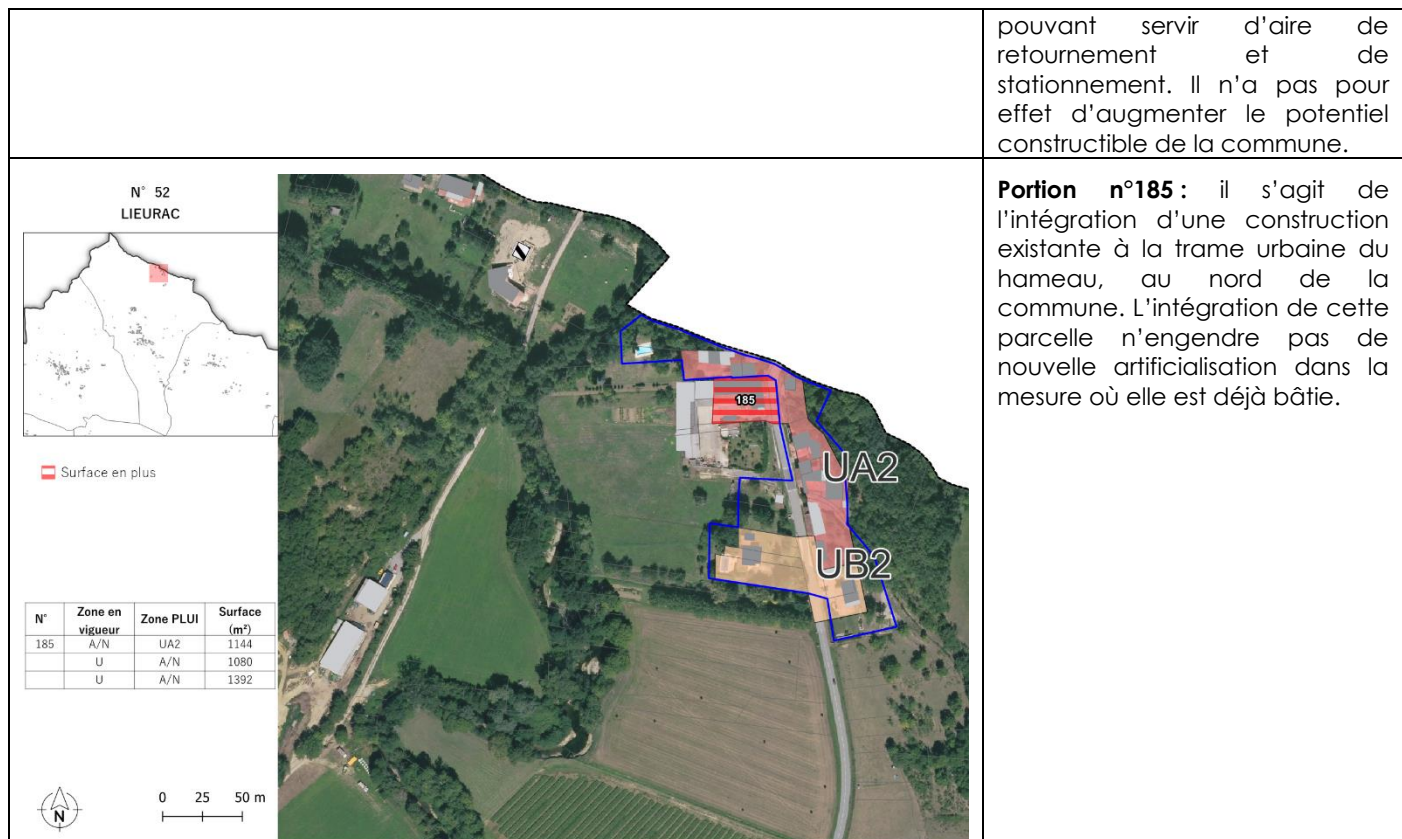 pouvant servir d’aire de
retournement et de
stationnement. Il n’a pas pour
effet d’augmenter le potentiel
constructible de la commune.
N° 52
LIEURAC
Surface en plus
N° Zone en vigueur Zone PLUI Surface (m²)
185 A/N UA2 1144
U A/N 1080
U A/N 1392
N
0 25 50 m
185
UA2
UB2
Portion n°185 : il s’agit de
l’intégration d’une construction
existante à la trame urbaine du
hameau, au nord de la
commune. L’intégration de cette
parcelle n’engendre pas de
nouvelle artificialisation dans la
mesure où elle est déjà bâtie.